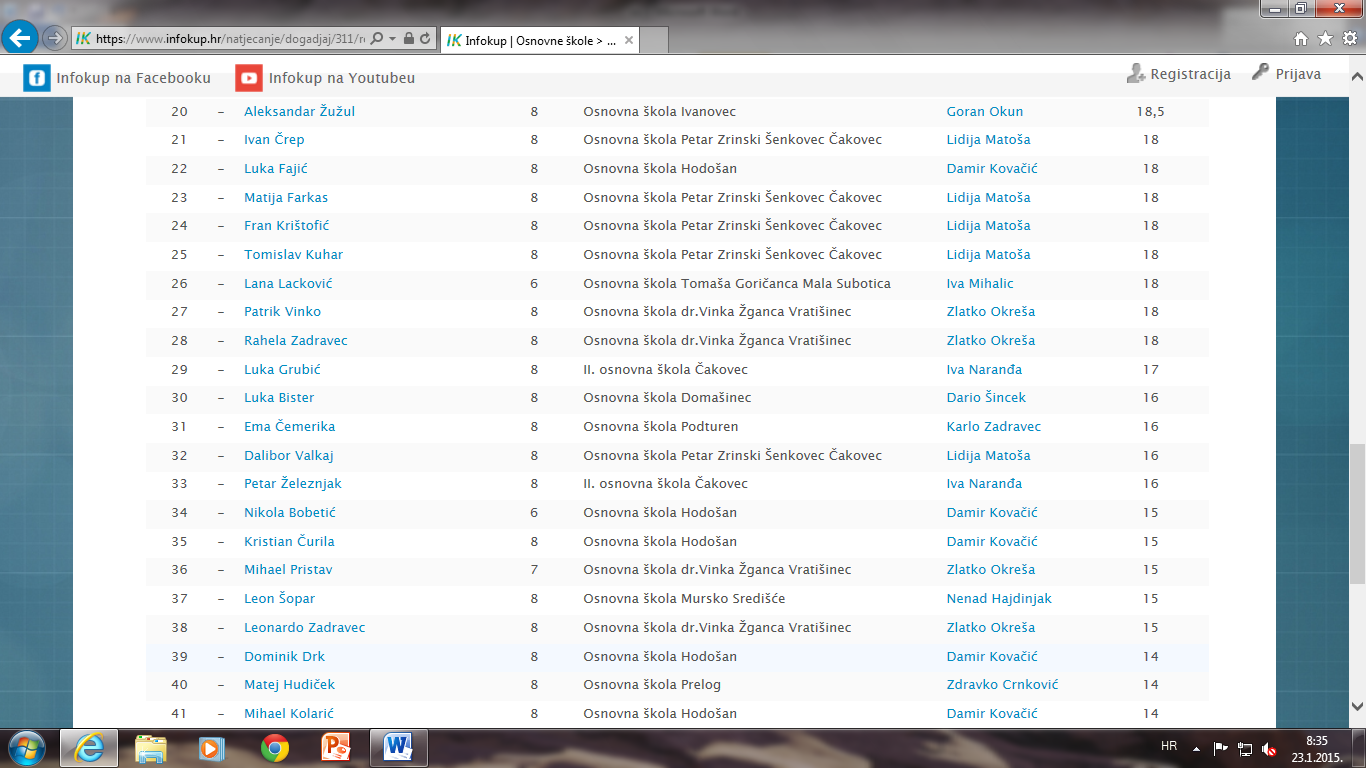 https://www.infokup.hr/natjecanje/dogadjaj/311/r
Infokup | Osnovne škole > ...
Infokup na Facebooku Infokup na Youtubeu Registracija Prijava
20 - Aleksandar Žužul 8 Osnovna škola Ivanovec Goran Okun 18,5
21 - Ivan Črep 8 Osnovna škola Petar Zrinski Šenkovec Čakovec Lidija Matoša 18
22 - Luka Fajić 8 Osnovna škola Hodošan Damir Kovačić 18
23 - Matija Farkas 8 Osnovna škola Petar Zrinski Šenkovec Čakovec Lidija Matoša 18
24 - Fran Krištofić 8 Osnovna škola Petar Zrinski Šenkovec Čakovec Lidija Matoša 18
25 - Tomislav Kuhar 8 Osnovna škola Petar Zrinski Šenkovec Čakovec Lidija Matoša 18
26 - Lana Lacković 6 Osnovna škola Tomaša Goričanca Mala Subotica Iva Mihalic 18
27 - Patrik Vinko 8 Osnovna škola dr.Vinka Žganca Vratišinec Zlatko Okreša 18
28 - Rahela Zadravec 8 Osnovna škola dr.Vinka Žganca Vratišinec Zlatko Okreša 18
29 - Luka Grubić 8 II. osnovna škola Čakovec Iva Naranđa 17
30 - Luka Bister 8 Osnovna škola Domašinec Dario Šincek 16
31 - Ema Čemerika 8 Osnovna škola Podturen Karlo Zadravec 16
32 - Dalibor Valkaj 8 Osnovna škola Petar Zrinski Šenkovec Čakovec Lidija Matoša 16
33 - Petar Železnjak 8 II. osnovna škola Čakovec Iva Naranđa 16
34 - Nikola Bobetić 6 Osnovna škola Hodošan Damir Kovačić 15
35 - Kristian Čurila 8 Osnovna škola Hodošan Damir Kovačić 15
36 - Mihael Pristav 7 Osnovna škola dr.Vinka Žganca Vratišinec Zlatko Okreša 15
37 - Leon Šopar 8 Osnovna škola Mursko Središće Nenad Hajdinjak 15
38 - Leonardo Zadravec 8 Osnovna škola dr.Vinka Žganca Vratišinec Zlatko Okreša 15
39 - Dominik Drk 8 Osnovna škola Hodošan Damir Kovačić 14
40 - Matej Hudiček 8 Osnovna škola Prelog Zdravko Crnković 14
41 - Mihael Kolarić 8 Osnovna škola Hodošan Damir Kovačić 14
HR 8:35
23.1.2015.